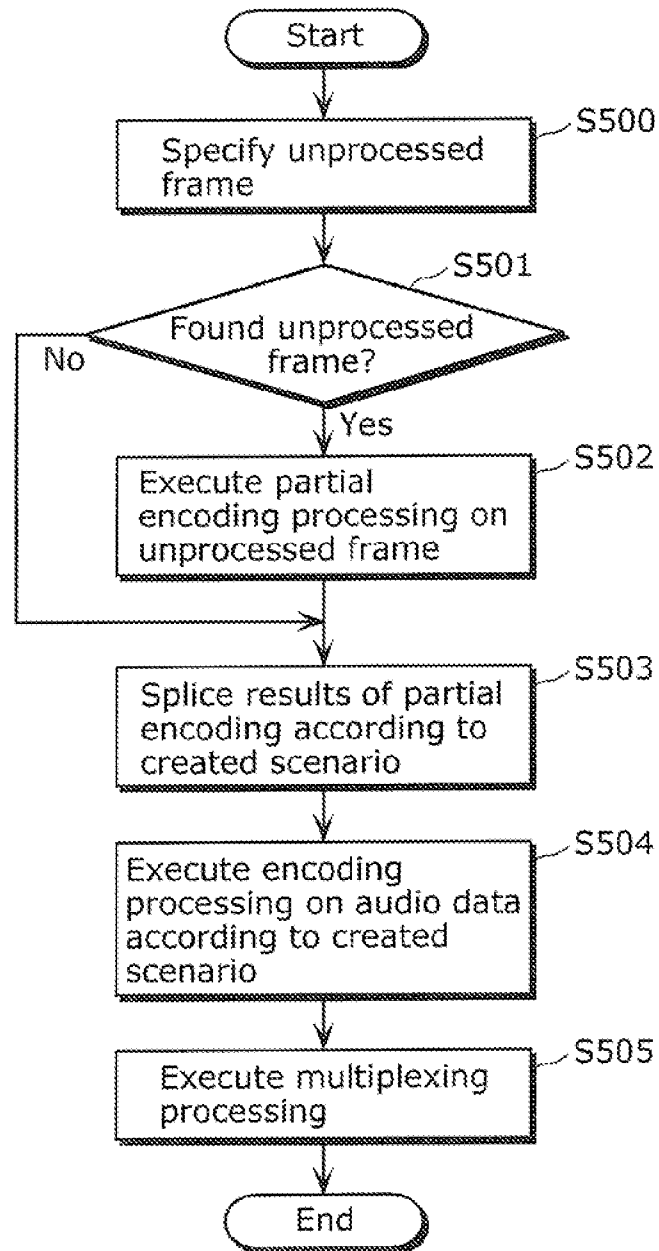 Start
S500
Specify unprocessed
frame
S501
Found unprocessed
frame?
No
Yes
S502
Execute partial
encoding processing on
unprocessed frame
S503
Splice results of partial
encoding according to
created scenario
S504
Execute encoding
processing on audio data
according to created
scenario
S505
Execute multiplexing
processing
End